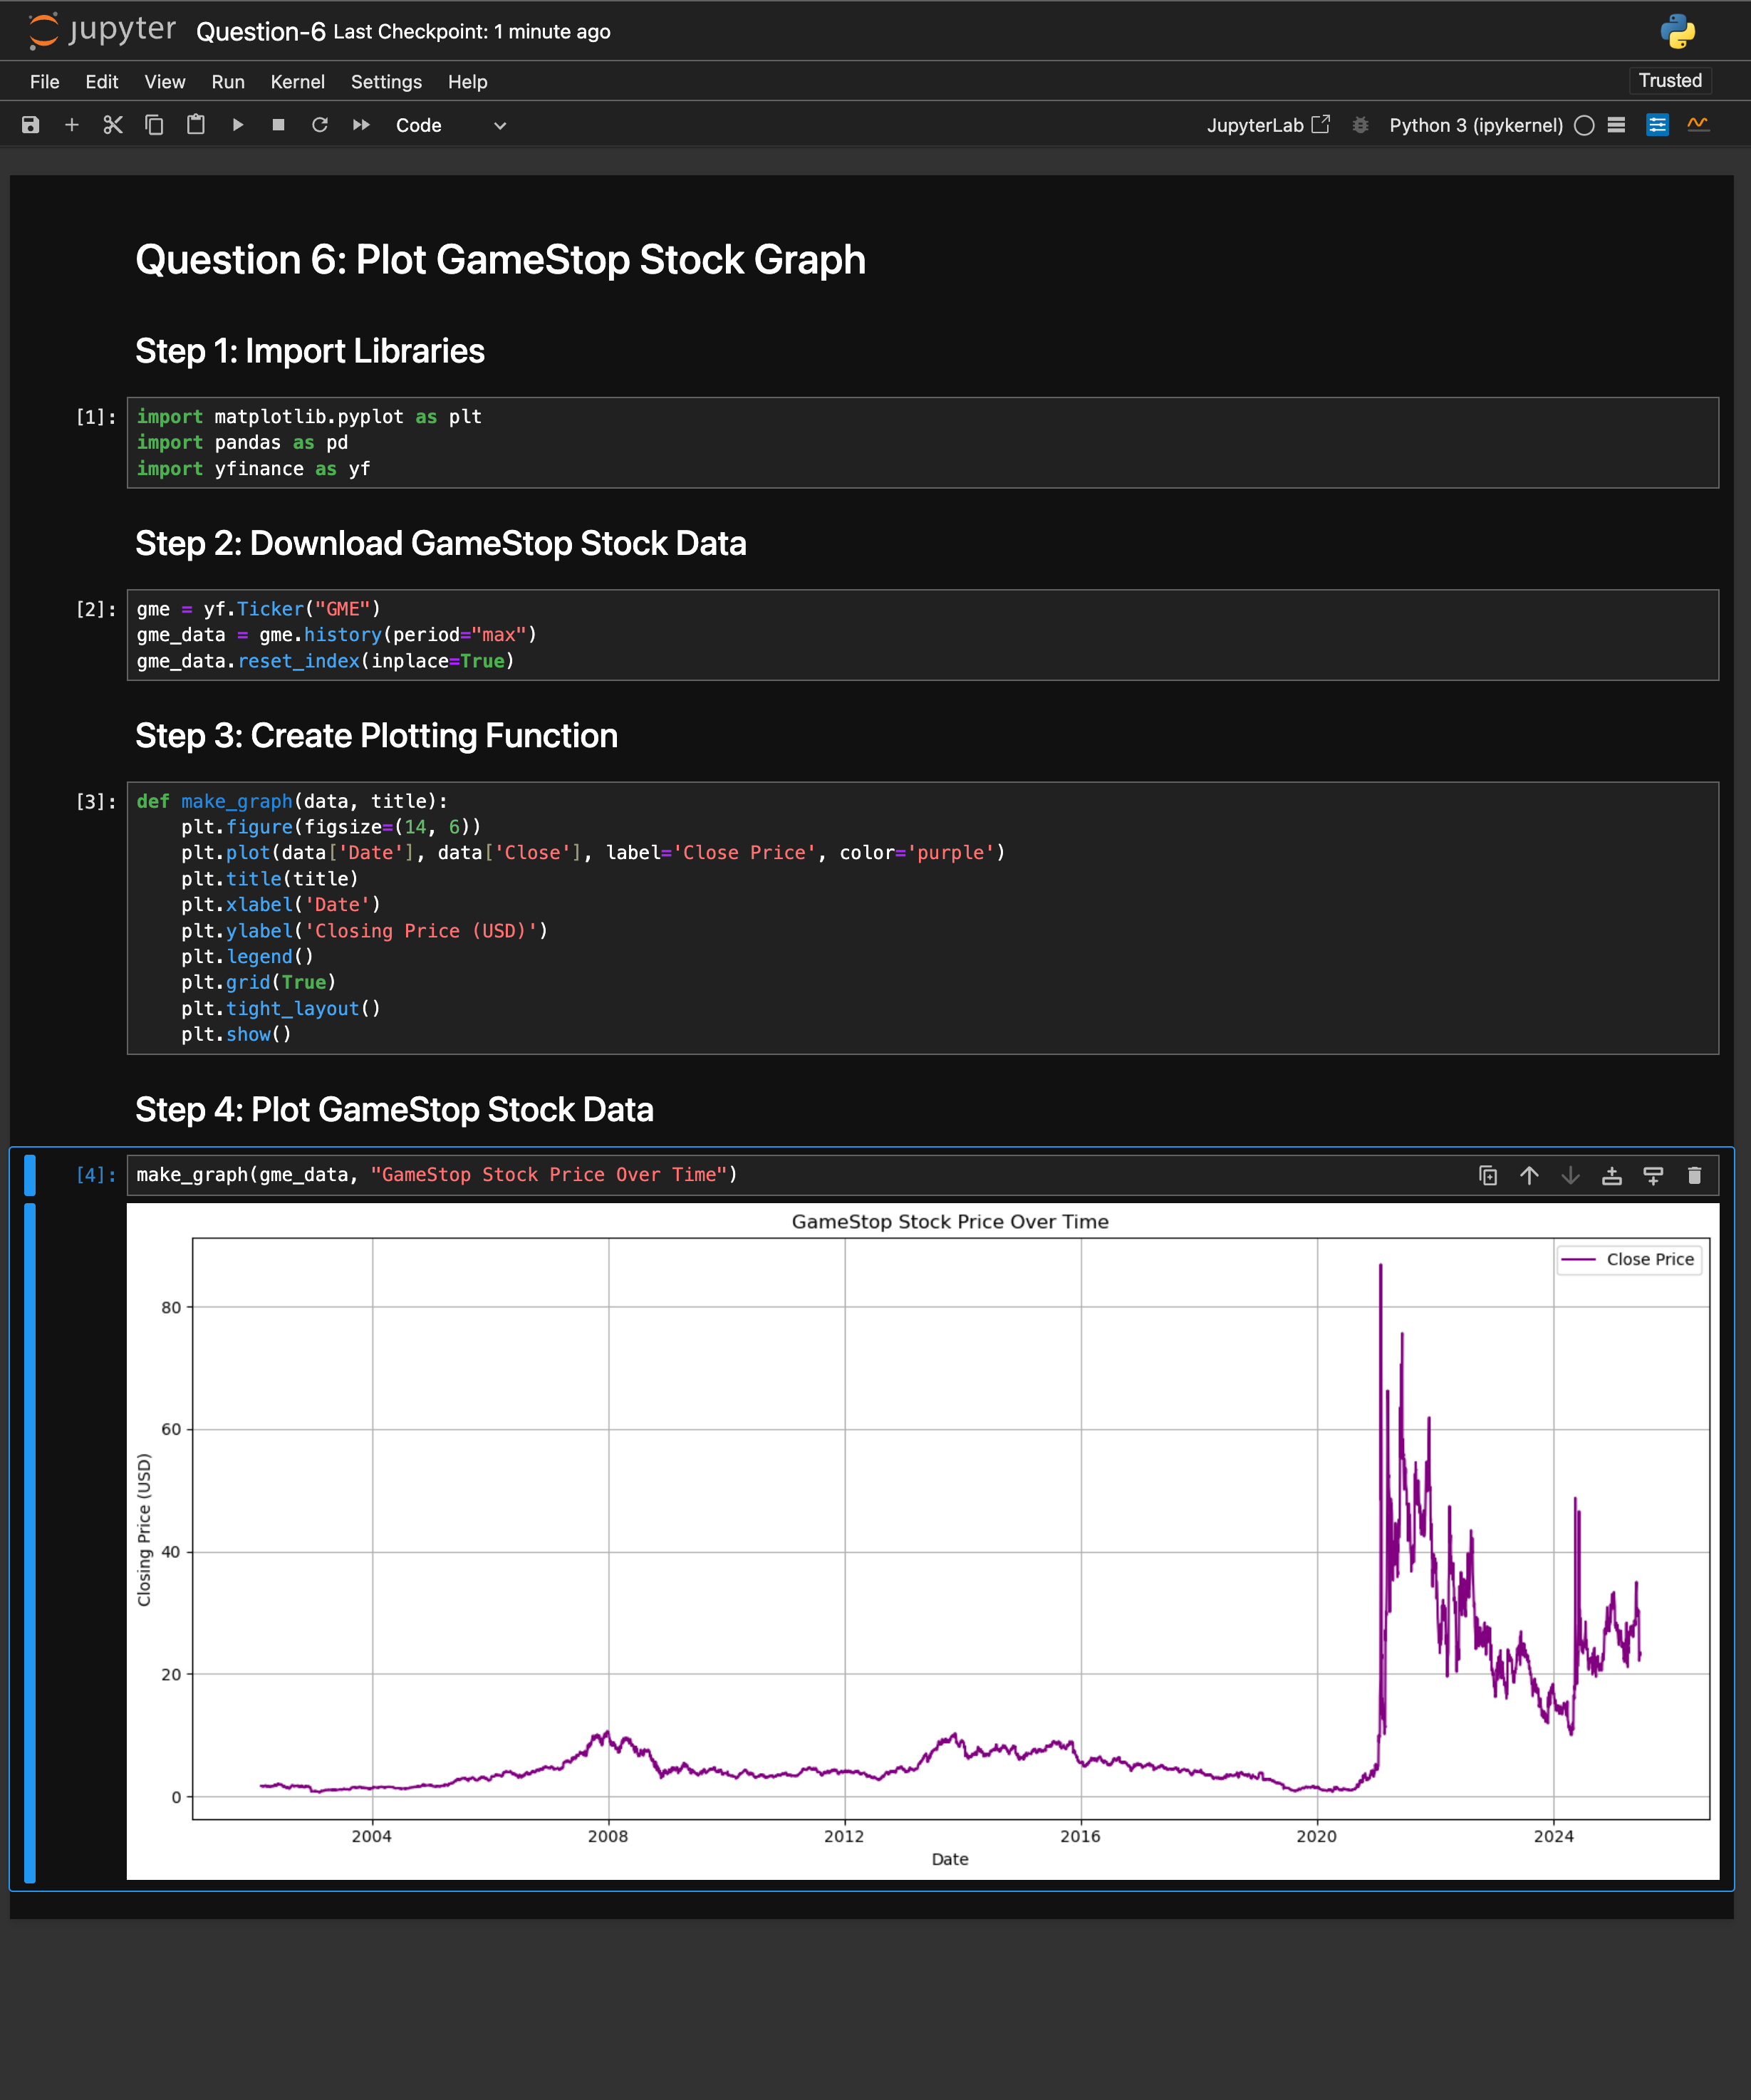 jupyter Question-6 Last Checkpoint: 1 minute ago
File Edit View Run Kernel Settings Help Trusted
Code JupyterLab Python 3 (ipykernel)
Question 6: Plot GameStop Stock Graph
Step 1: Import Libraries
[1]: import matplotlib.pyplot as plt
import pandas as pd
import yfinance as yf
Step 2: Download GameStop Stock Data
[2]: gme = yf.Ticker("GME")
gme_data = gme.history(period="max")
gme_data.reset_index(inplace=True)
Step 3: Create Plotting Function
[3]: def make_graph(data, title):
    plt.figure(figsize=(14, 6))
    plt.plot(data['Date'], data['Close'], label='Close Price', color='purple')
    plt.title(title)
    plt.xlabel('Date')
    plt.ylabel('Closing Price (USD)')
    plt.legend()
    plt.grid(True)
    plt.tight_layout()
    plt.show()
Step 4: Plot GameStop Stock Data
[4]: make_graph(gme_data, "GameStop Stock Price Over Time")
GameStop Stock Price Over Time
Close Price
80
60
40
20
0
Closing Price (USD)
2004 2008 2012 2016 2020 2024
Date